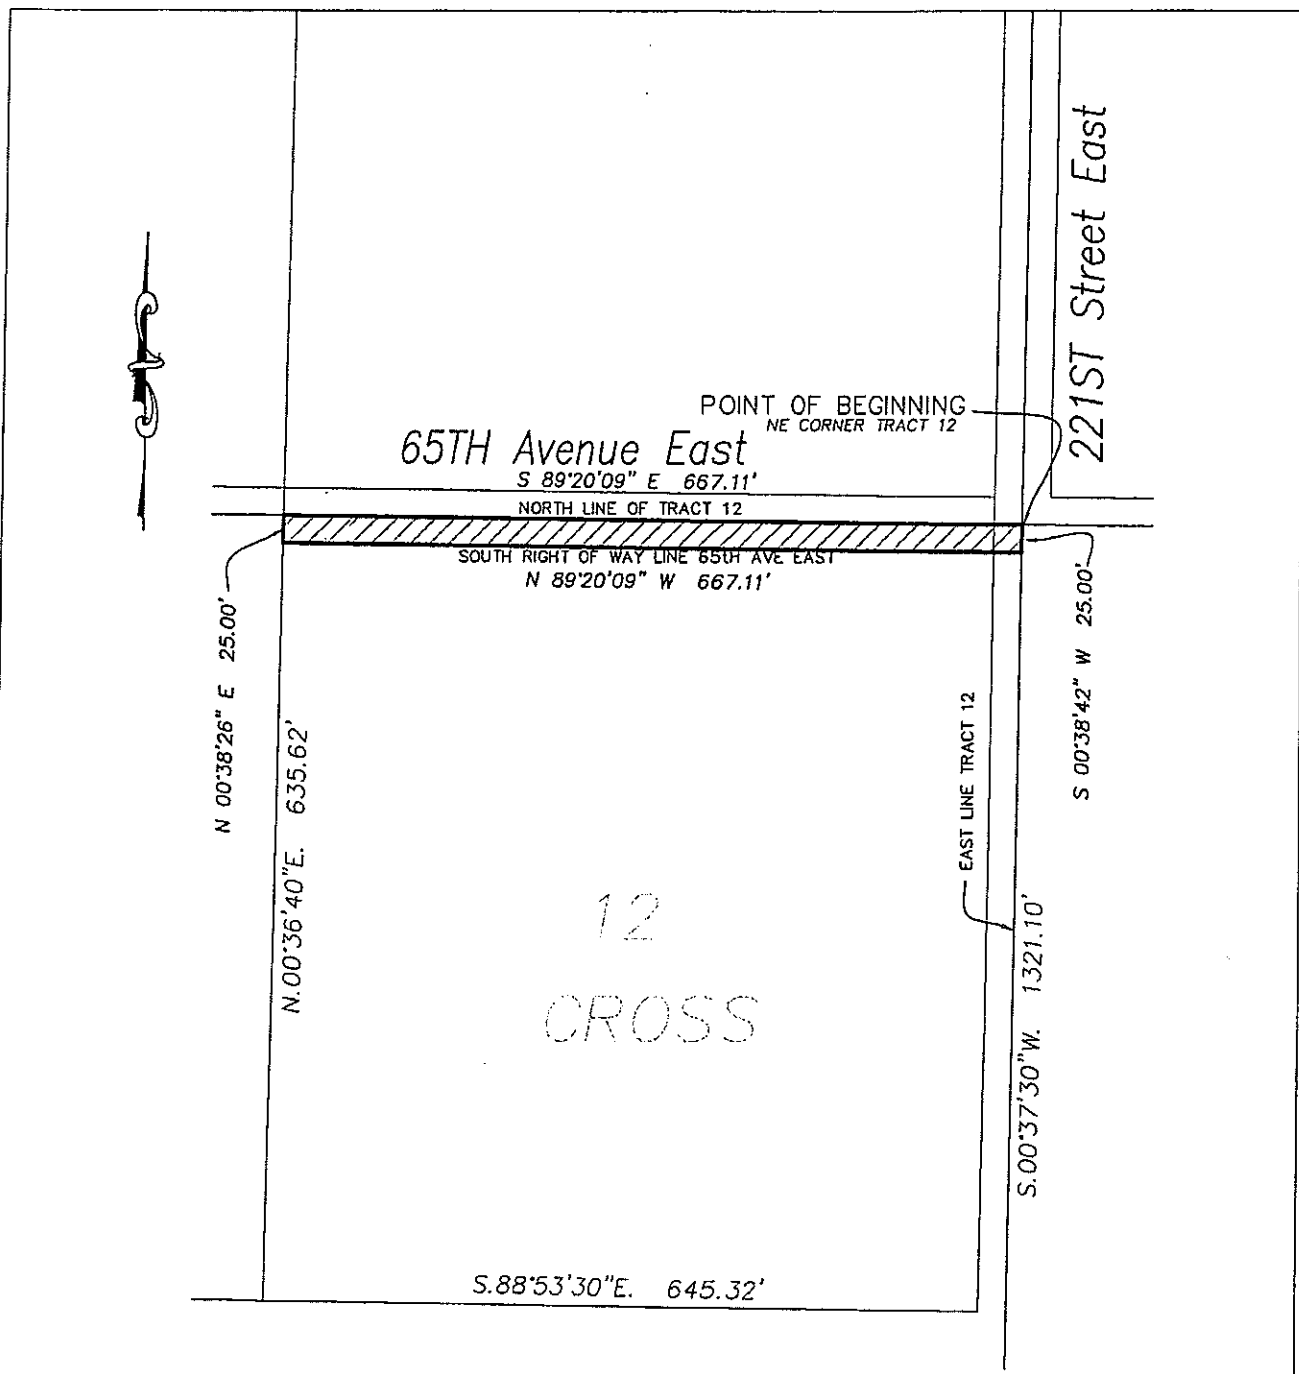 221ST Street East
POINT OF BEGINNING
NE CORNER TRACT 12
65TH Avenue East
S 89°20'09" E 667.11'
NORTH LINE OF TRACT 12
SOUTH RIGHT OF WAY LINE 65th AVE EAST
N 89°20'09" W 667.11'
N 00°38'26" E 25.00'
S 00°38'42" W 25.00'
N.00°36'40"E. 635.62'
EAST LINE TRACT 12
12
CROSS
S.00°37'30"W. 1321.10'
S.88°53'30"E. 645.32'